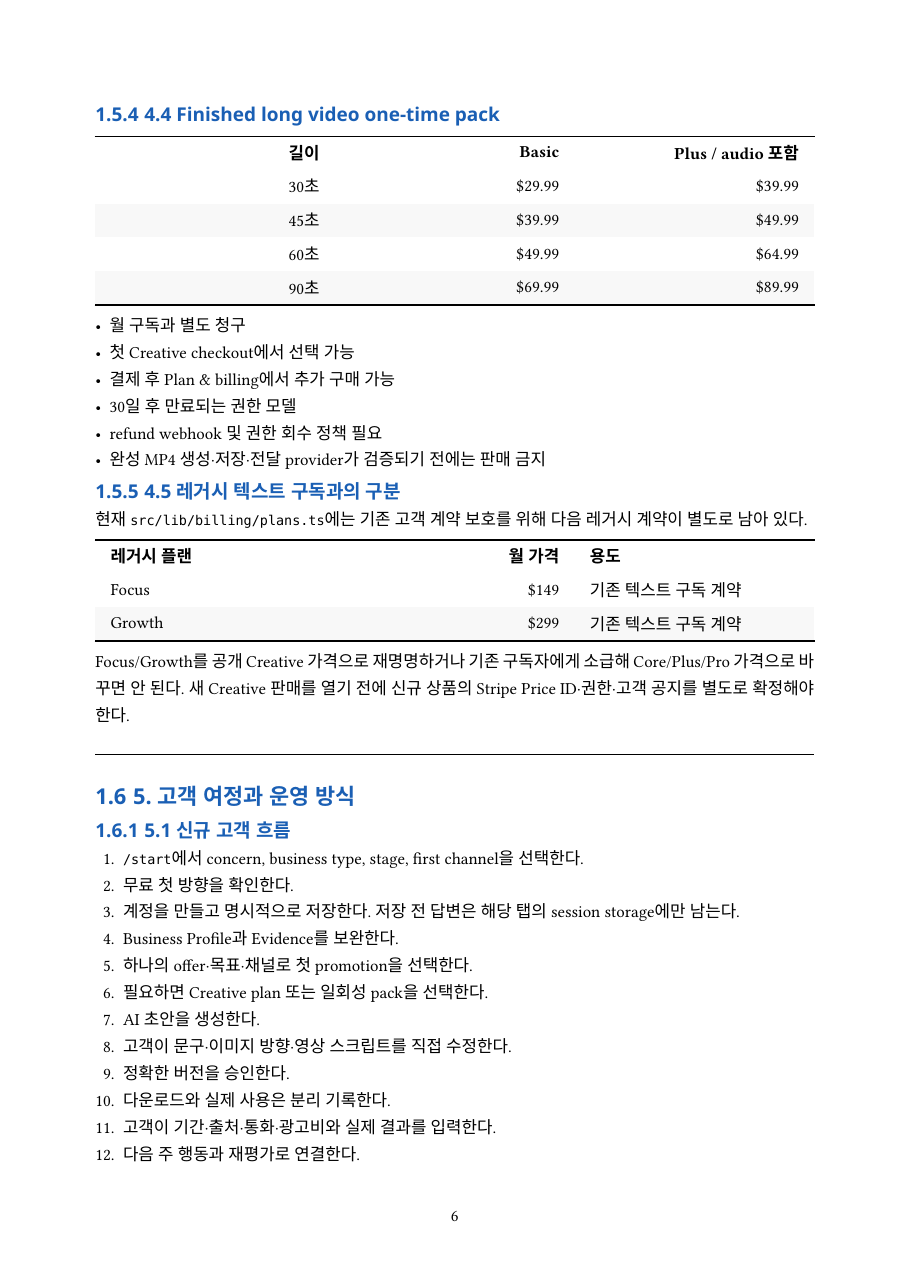 1.5.4 4.4 Finished long video one-time pack
길이 Basic Plus / audio 포함
30초 $29.99 $39.99
45초 $39.99 $49.99
60초 $49.99 $64.99
90초 $69.99 $89.99
• 월 구독과 별도 청구
• 첫 Creative checkout에서 선택 가능
• 결제 후 Plan & billing에서 추가 구매 가능
• 30일 후 만료되는 권한 모델
• refund webhook 및 권한 회수 정책 필요
• 완성 MP4 생성·저장·전달 provider가 검증되기 전에는 판매 금지
1.5.5 4.5 레거시 텍스트 구독과의 구분
현재 src/lib/billing/plans.ts에는 기존 고객 계약 보호를 위해 다음 레거시 계약이 별도로 남아 있다.
레거시 플랜 월 가격 용도
Focus $149 기존 텍스트 구독 계약
Growth $299 기존 텍스트 구독 계약
Focus/Growth를 공개 Creative 가격으로 재명명하거나 기존 구독자에게 소급해 Core/Plus/Pro 가격으로 바
꾸면 안 된다. 새 Creative 판매를 열기 전에 신규 상품의 Stripe Price ID·권한·고객 공지를 별도로 확정해야
한다.
1.6 5. 고객 여정과 운영 방식
1.6.1 5.1 신규 고객 흐름
1. /start에서 concern, business type, stage, first channel을 선택한다.
2. 무료 첫 방향을 확인한다.
3. 계정을 만들고 명시적으로 저장한다. 저장 전 답변은 해당 탭의 session storage에만 남는다.
4. Business Profile과 Evidence를 보완한다.
5. 하나의 offer·목표·채널로 첫 promotion을 선택한다.
6. 필요하면 Creative plan 또는 일회성 pack을 선택한다.
7. AI 초안을 생성한다.
8. 고객이 문구·이미지 방향·영상 스크립트를 직접 수정한다.
9. 정확한 버전을 승인한다.
10. 다운로드와 실제 사용은 분리 기록한다.
11. 고객이 기간·출처·통화·광고비와 실제 결과를 입력한다.
12. 다음 주 행동과 재평가로 연결한다.
6